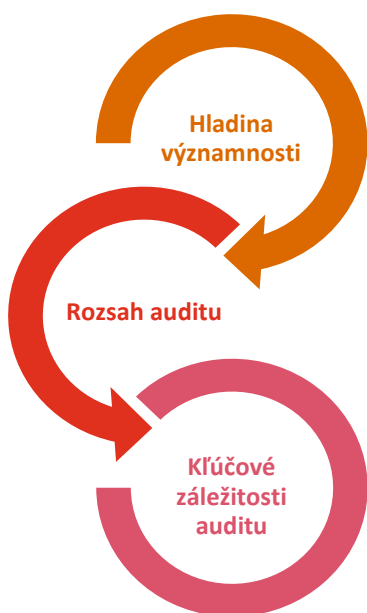 Hladina
významnosti
Rozsah auditu
Kľúčové
záležitosti
auditu